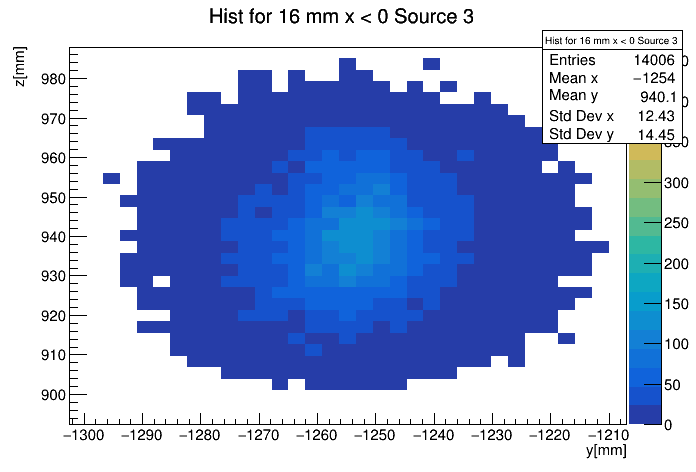 Hist for 16 mm x < 0 Source 3
z[mm]
Hist for 16 mm x < 0 Source 3
Entries 14006
Mean x −1254
Mean y 940.1
Std Dev x 12.43
Std Dev y 14.45
980
970
960
950
940
930
920
910
900
350
300
250
200
150
100
50
0
−1300 −1290 −1280 −1270 −1260 −1250 −1240 −1230 −1220 −1210
y[mm]